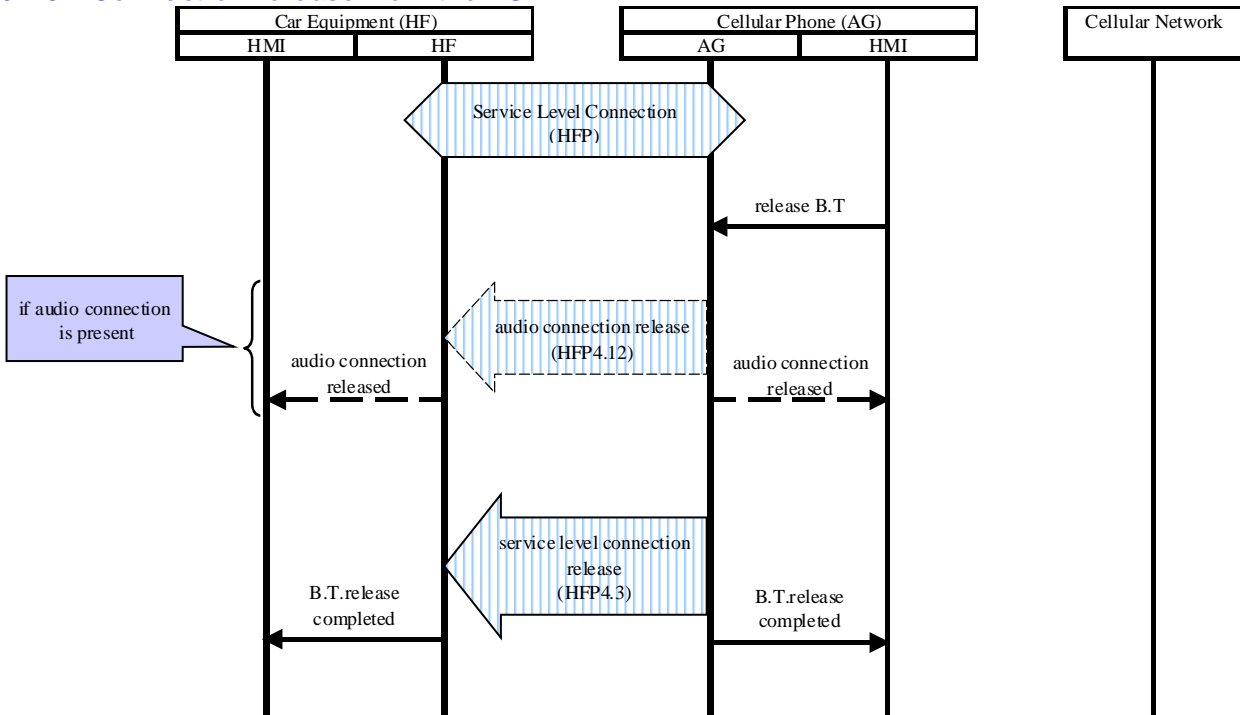 Car Equipment (HF)
Cellular Phone (AG)
Cellular Network
HMI
HF
AG
HMI
Service Level Connection
(HFP)
release B.T
if audio connection
is present
audio connection release
(HFP4.12)
audio connection
released
audio connection
released
service level connection
release
(HFP4.3)
B.T.release
completed
B.T.release
completed